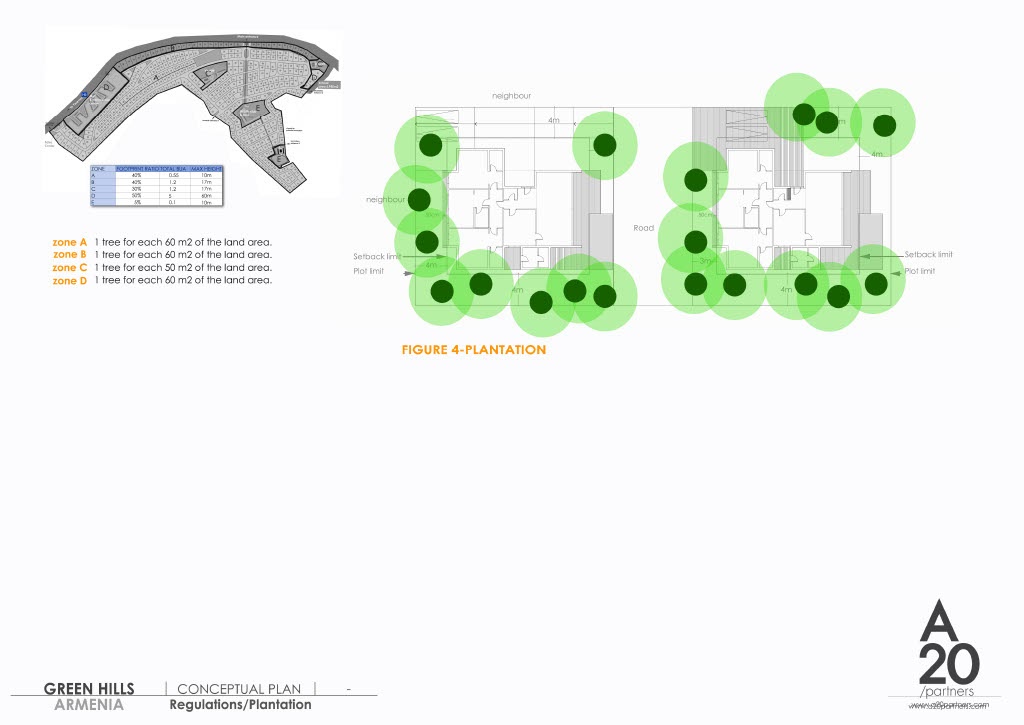 ZONE FOOTPRINT RATIO TOTAL BUA MAX HEIGHT
A 40% 0.55 10m
B 40% 1.2 17m
C 30% 1.2 17m
D 50% 5 60m
E 5% 0.1 10m
zone A 1 tree for each 60 m2 of the land area.
zone B 1 tree for each 60 m2 of the land area.
zone C 1 tree for each 50 m2 of the land area.
zone D 1 tree for each 60 m2 of the land area.
neighbour
4m
neighbour
Setback limit
Plot limit
4m
4m
Road
4m
3m
4m
Setback limit
Plot limit
FIGURE 4-PLANTATION
GREEN HILLS | CONCEPTUAL PLAN | -
ARMENIA Regulations/Plantation
A
20
/partners
www.a20partners.com